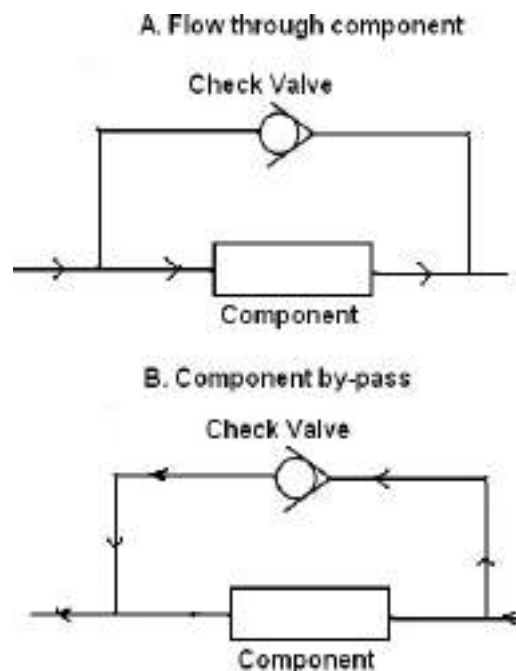 A. Flow through component
Check Valve
Component
B. Component by-pass
Check Valve
Component